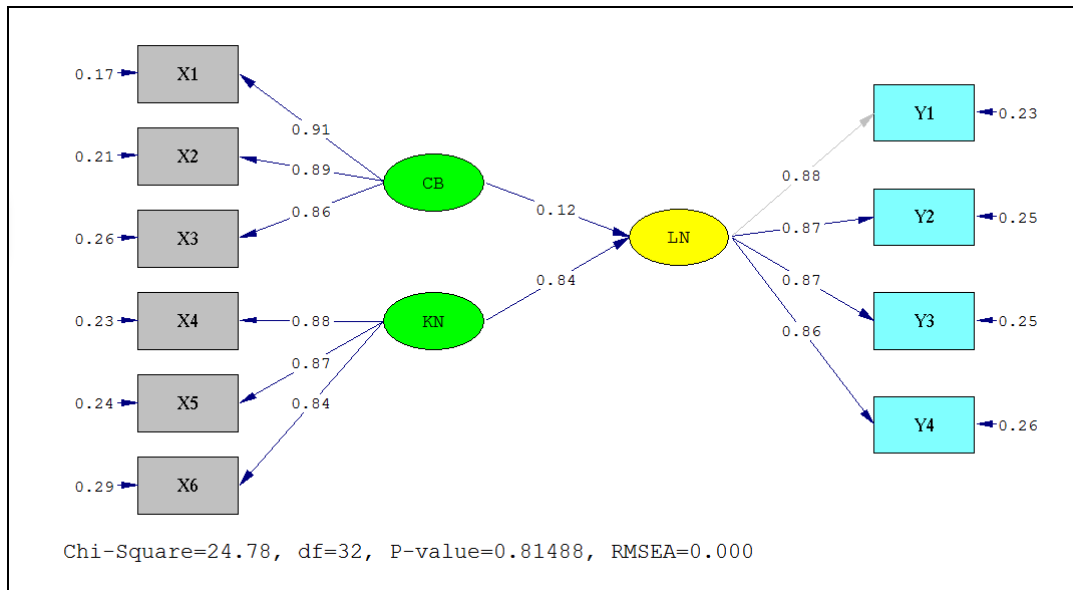 0.17 X1
0.21 X2
0.26 X3
0.23 X4
0.24 X5
0.29 X6
0.91
0.89
0.86
0.88
0.87
0.84
CB
KN
0.12
0.84
LN
0.88
0.87
0.87
0.86
Y1 0.23
Y2 0.25
Y3 0.25
Y4 0.26
Chi-Square=24.78, df=32, P-value=0.81488, RMSEA=0.000